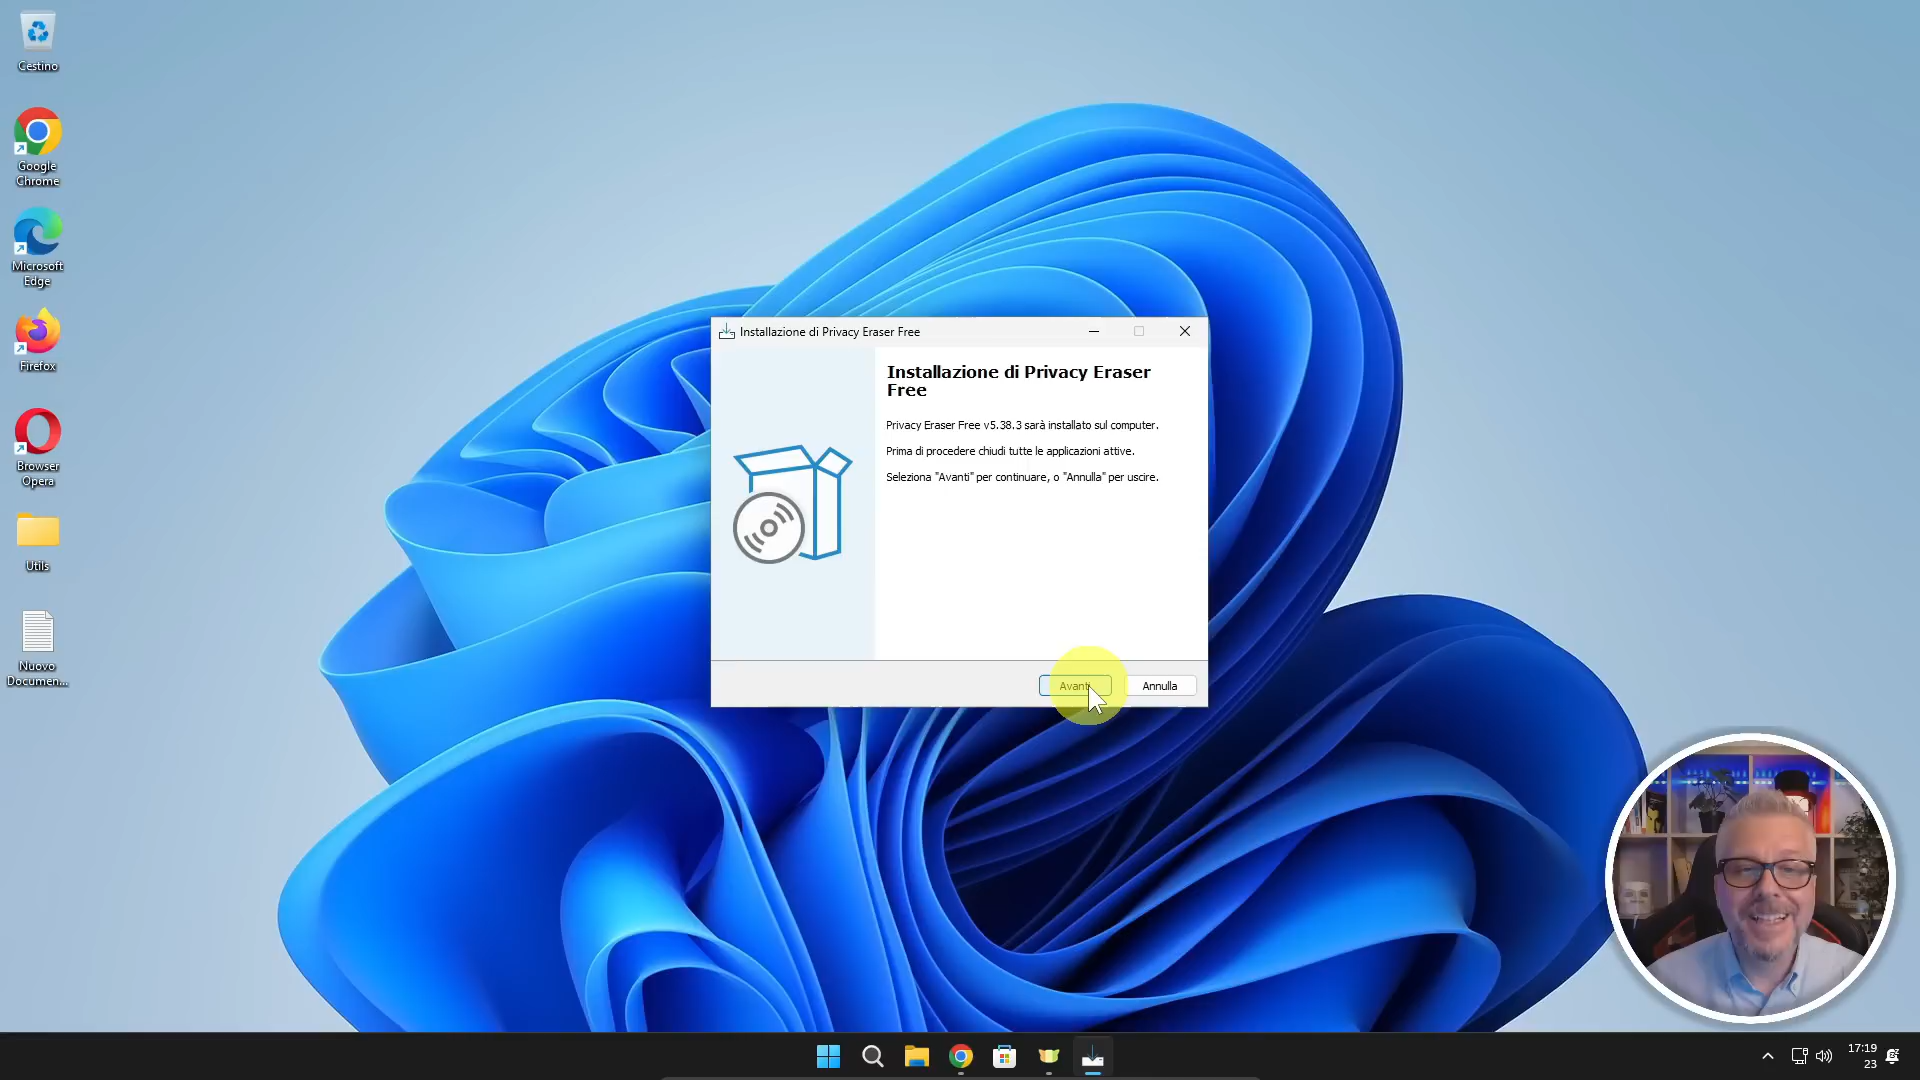 Cestino
Google
Chrome
Microsoft
Edge
Firefox
Browser
Opera
Utils
Nuovo
Documen...
Installazione di Privacy Eraser Free
Installazione di Privacy Eraser
Free
Privacy Eraser Free v5.38.3 sarà installato sul computer.
Prima di procedere chiudi tutte le applicazioni attive.
Seleziona "Avanti" per continuare, o "Annulla" per uscire.
Avanti
Annulla
17:19
23